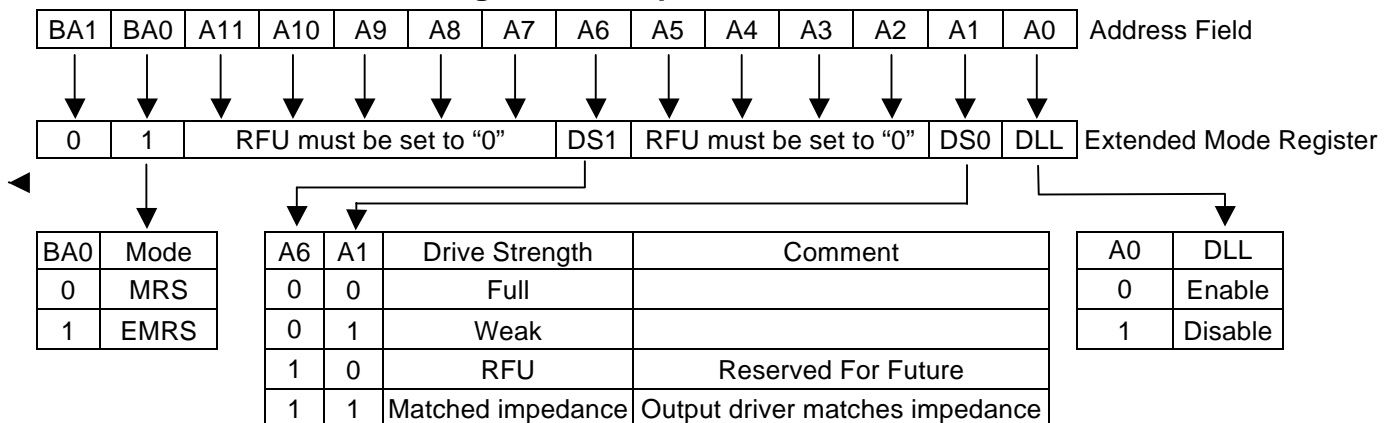 BA1 BA0 A11 A10 A9 A8 A7 A6 A5 A4 A3 A2 A1 A0 Address Field
0 1 RFU must be set to “0” DS1 RFU must be set to “0” DS0 DLL Extended Mode Register
BA0 Mode
0 MRS
1 EMRS
A6 A1 Drive Strength Comment
0 0 Full
0 1 Weak
1 0 RFU Reserved For Future
1 1 Matched impedance Output driver matches impedance
A0 DLL
0 Enable
1 Disable